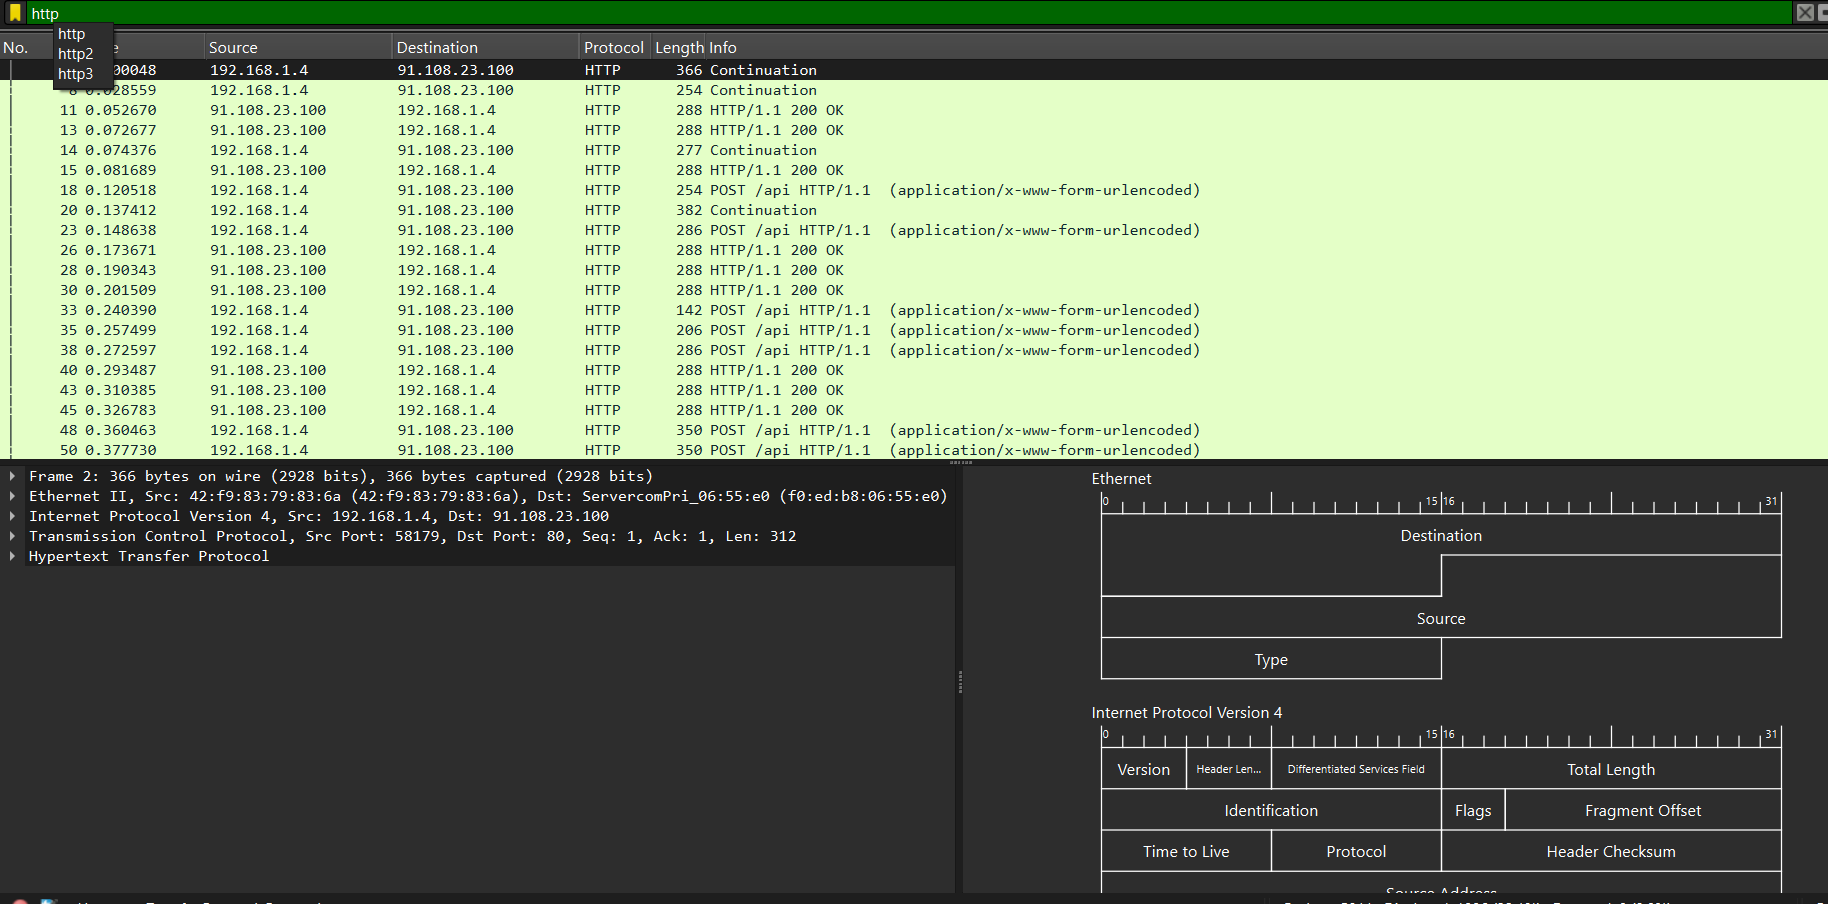 http
http
http2
http3
No. Source Destination Protocol Length Info
00048 192.168.1.4 91.108.23.100 HTTP 366 Continuation
8 0.028559 192.168.1.4 91.108.23.100 HTTP 254 Continuation
11 0.052670 91.108.23.100 192.168.1.4 HTTP 288 HTTP/1.1 200 OK
13 0.072677 91.108.23.100 192.168.1.4 HTTP 288 HTTP/1.1 200 OK
14 0.074376 192.168.1.4 91.108.23.100 HTTP 277 Continuation
15 0.081689 91.108.23.100 192.168.1.4 HTTP 288 HTTP/1.1 200 OK
18 0.120518 192.168.1.4 91.108.23.100 HTTP 254 POST /api HTTP/1.1 (application/x-www-form-urlencoded)
20 0.137412 192.168.1.4 91.108.23.100 HTTP 382 Continuation
23 0.148638 192.168.1.4 91.108.23.100 HTTP 286 POST /api HTTP/1.1 (application/x-www-form-urlencoded)
26 0.173671 91.108.23.100 192.168.1.4 HTTP 288 HTTP/1.1 200 OK
28 0.190343 91.108.23.100 192.168.1.4 HTTP 288 HTTP/1.1 200 OK
30 0.201509 91.108.23.100 192.168.1.4 HTTP 288 HTTP/1.1 200 OK
33 0.240390 192.168.1.4 91.108.23.100 HTTP 142 POST /api HTTP/1.1 (application/x-www-form-urlencoded)
35 0.257499 192.168.1.4 91.108.23.100 HTTP 206 POST /api HTTP/1.1 (application/x-www-form-urlencoded)
38 0.272597 192.168.1.4 91.108.23.100 HTTP 286 POST /api HTTP/1.1 (application/x-www-form-urlencoded)
40 0.293487 91.108.23.100 192.168.1.4 HTTP 288 HTTP/1.1 200 OK
43 0.310385 91.108.23.100 192.168.1.4 HTTP 288 HTTP/1.1 200 OK
45 0.326783 91.108.23.100 192.168.1.4 HTTP 288 HTTP/1.1 200 OK
48 0.360463 192.168.1.4 91.108.23.100 HTTP 350 POST /api HTTP/1.1 (application/x-www-form-urlencoded)
50 0.377730 192.168.1.4 91.108.23.100 HTTP 350 POST /api HTTP/1.1 (application/x-www-form-urlencoded)
Frame 2: 366 bytes on wire (2928 bits), 366 bytes captured (2928 bits)
Ethernet II, Src: 42:f9:83:79:83:6a (42:f9:83:79:83:6a), Dst: ServercomPri_06:55:e0 (f0:ed:b8:06:55:e0)
Internet Protocol Version 4, Src: 192.168.1.4, Dst: 91.108.23.100
Transmission Control Protocol, Src Port: 58179, Dst Port: 80, Seq: 1, Ack: 1, Len: 312
Hypertext Transfer Protocol
Ethernet
0 15 16 31
Destination
Source
Type
Internet Protocol Version 4
0 15 16 31
Version Header Len... Differentiated Services Field Total Length
Identification Flags Fragment Offset
Time to Live Protocol Header Checksum
Source Address